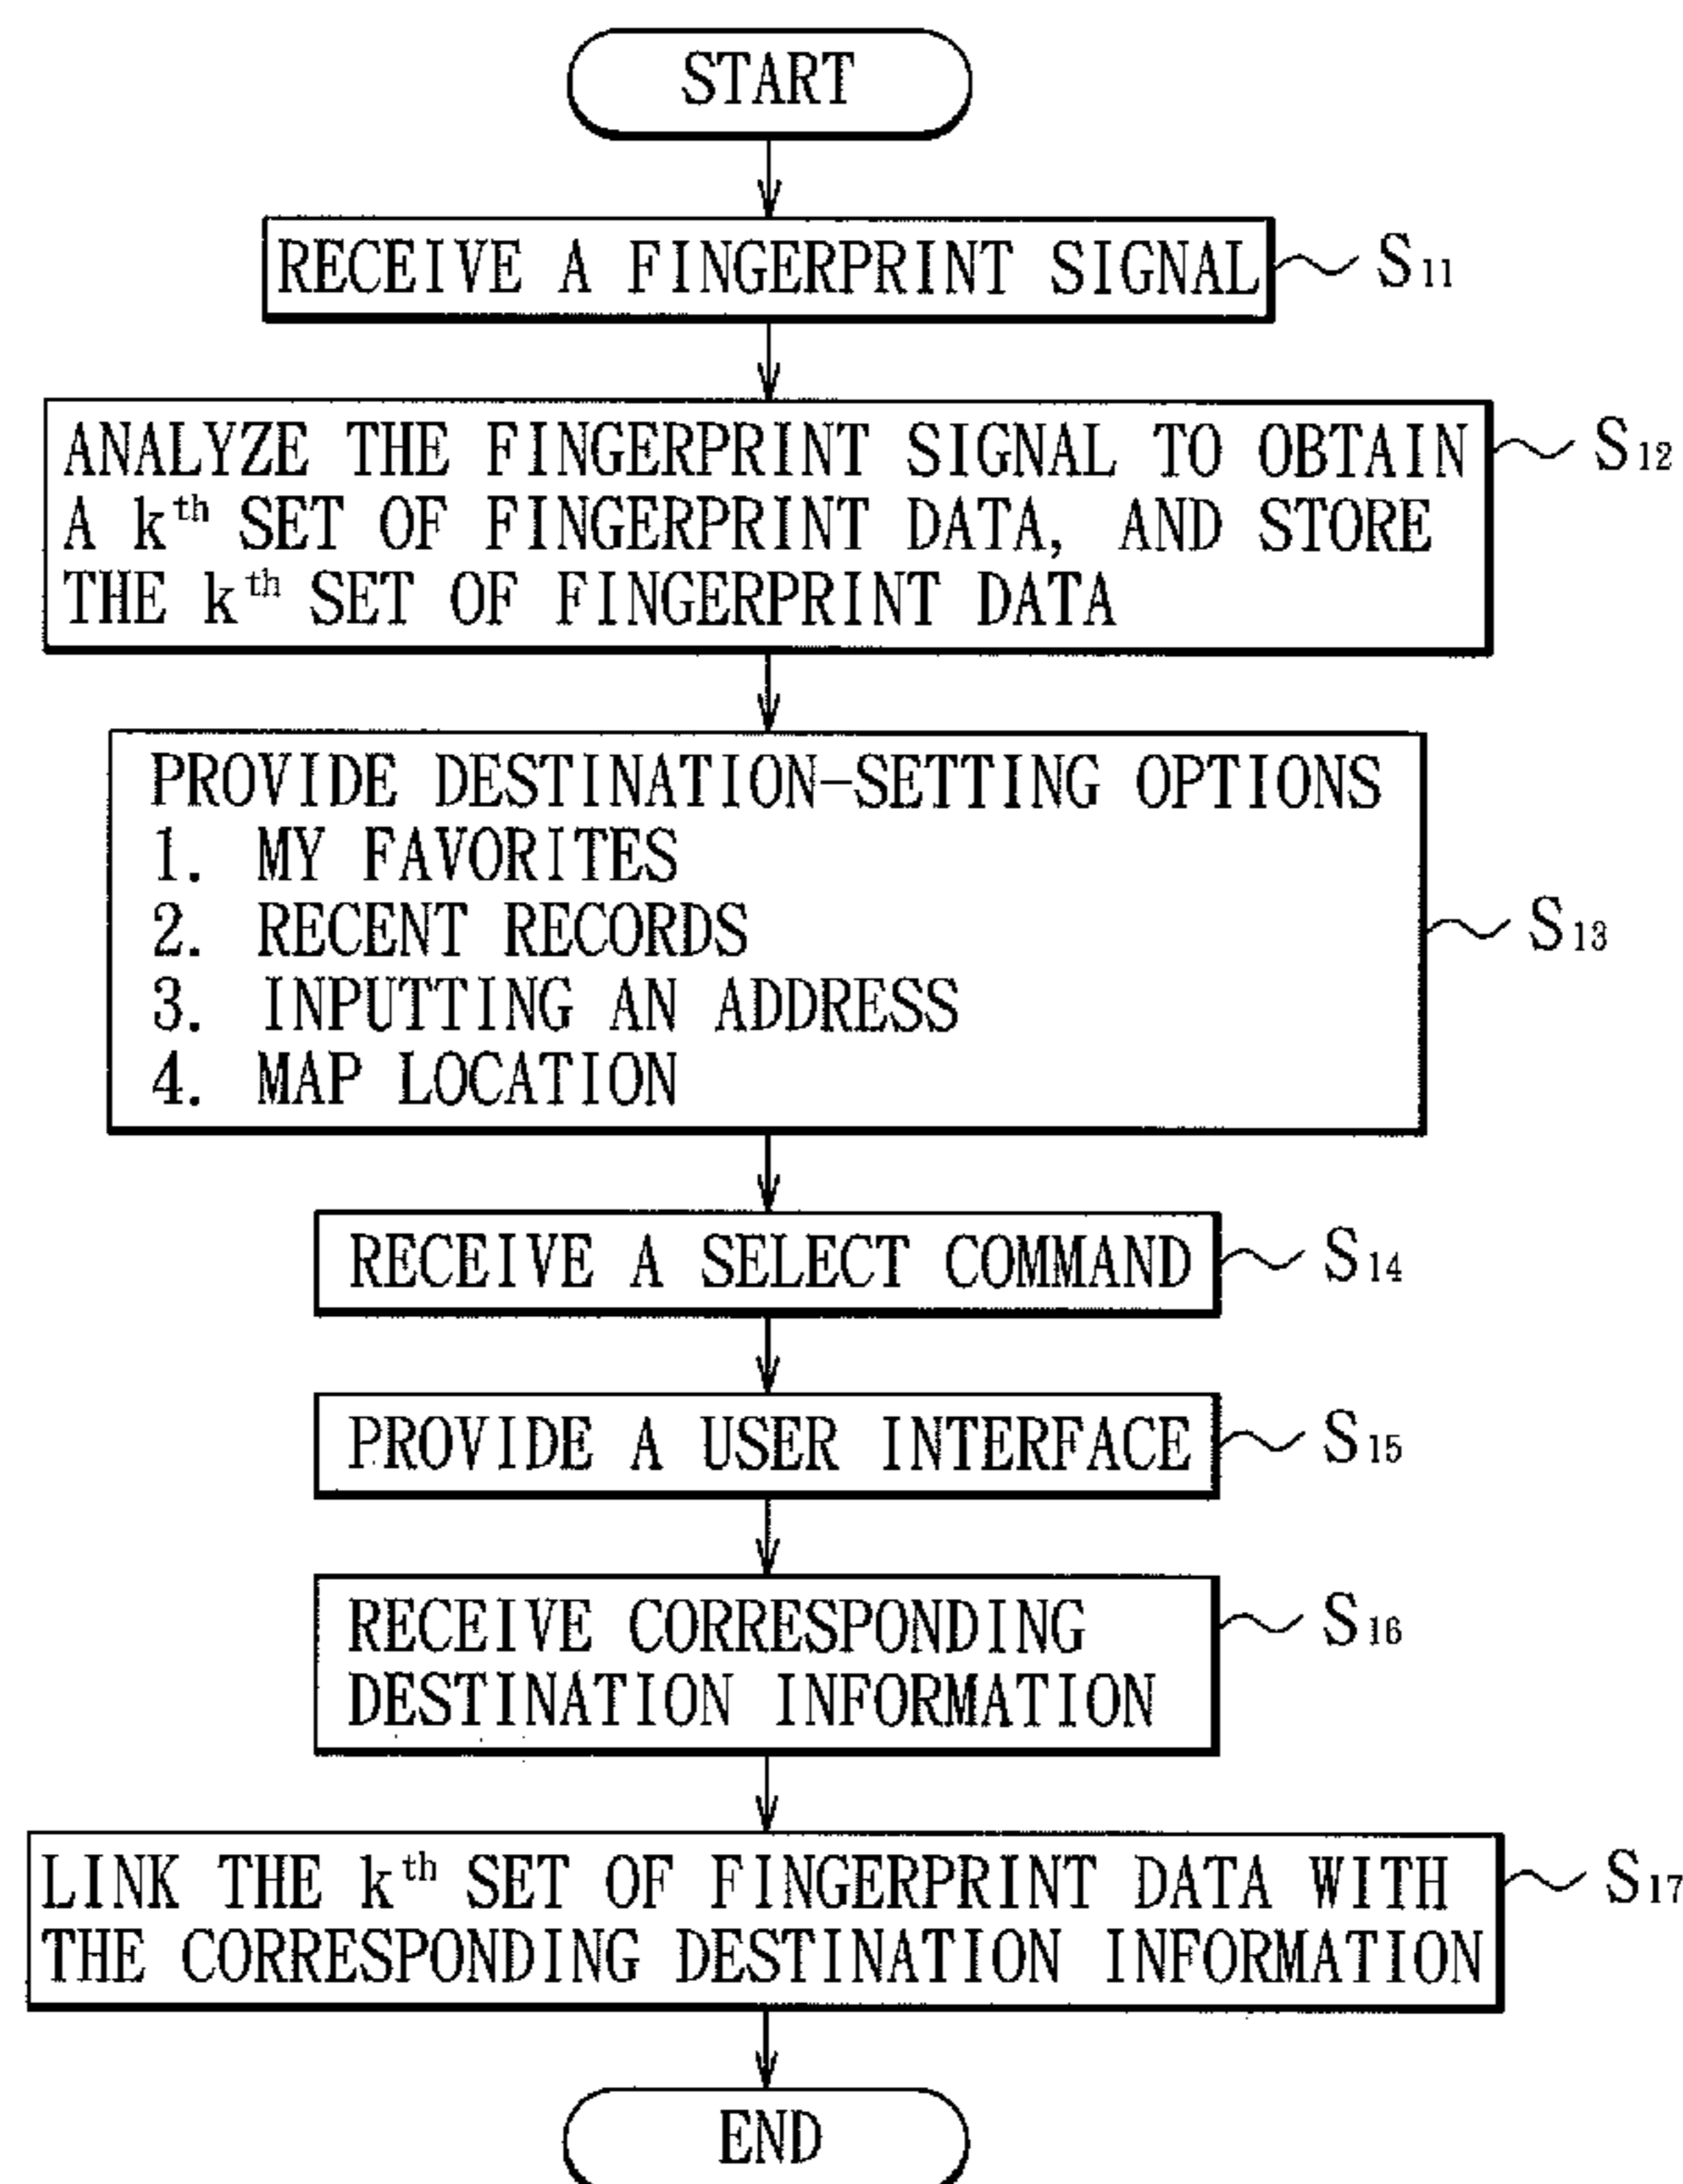 START
RECEIVE A FINGERPRINT SIGNAL S11
ANALYZE THE FINGERPRINT SIGNAL TO OBTAIN S12
A kth SET OF FINGERPRINT DATA, AND STORE
THE kth SET OF FINGERPRINT DATA
PROVIDE DESTINATION-SETTING OPTIONS
1. MY FAVORITES
2. RECENT RECORDS S13
3. INPUTTING AN ADDRESS
4. MAP LOCATION
RECEIVE A SELECT COMMAND S14
PROVIDE A USER INTERFACE S15
RECEIVE CORRESPONDING S16
DESTINATION INFORMATION
LINK THE kth SET OF FINGERPRINT DATA WITH S17
THE CORRESPONDING DESTINATION INFORMATION
END